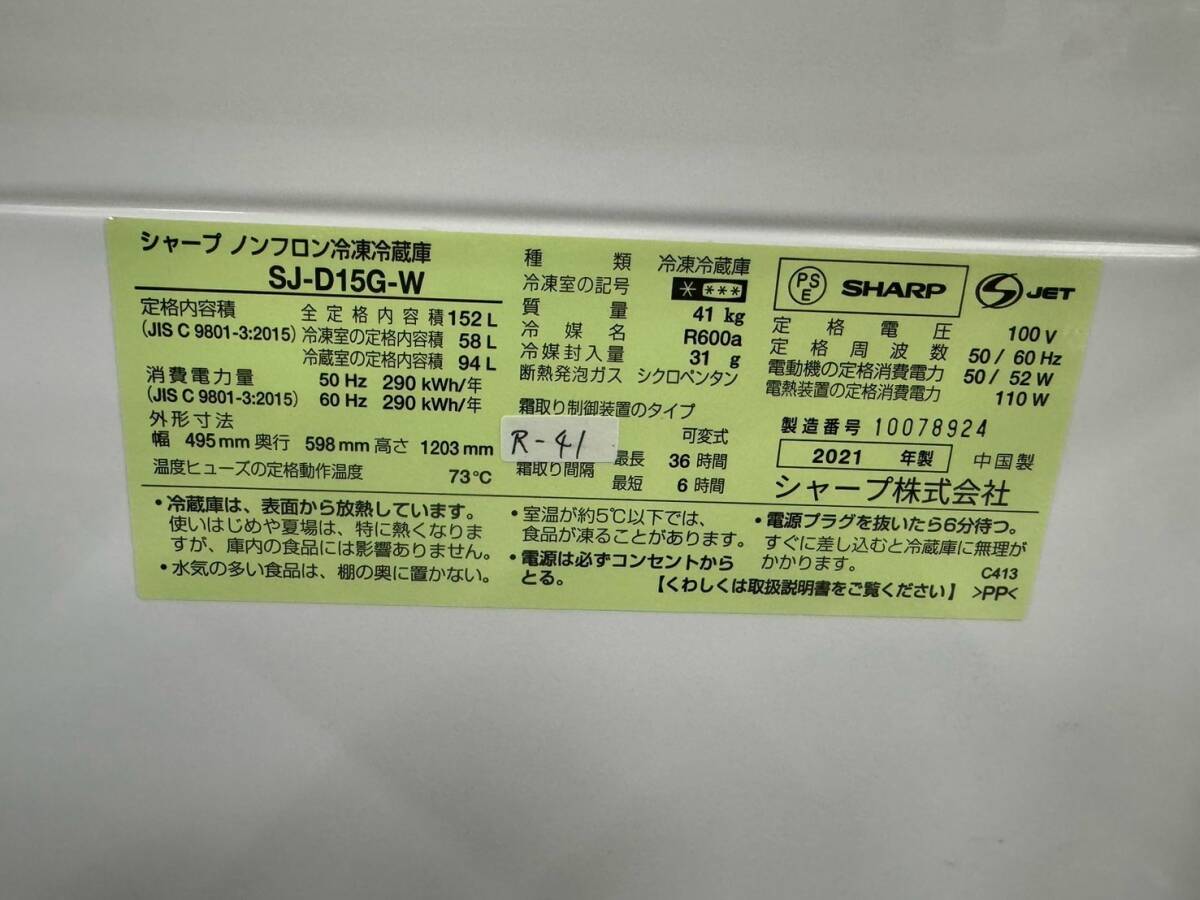 シャープ ノンフロン冷凍冷蔵庫
SJ-D15G-W
定格内容積 全定格内容積 152 L
(JIS C 9801-3:2015) 冷凍室の定格内容積 58 L
冷蔵室の定格内容積 94 L
消費電力量 50 Hz 290 kWh/年
(JIS C 9801-3:2015) 60 Hz 290 kWh/年
外形寸法
幅 495 mm 奥行 598 mm 高さ 1203 mm
温度ヒューズの定格動作温度 73℃
種類 冷凍冷蔵庫
冷凍室の記号 * ***
質量 41 kg
冷媒名 R600a
冷媒封入量 31 g
断熱発泡ガス シクロペンタン
霜取り制御装置のタイプ
可変式
R-41
霜取り間隔 最長 36 時間
最短 6 時間
PSE SHARP S JET
定格電圧 100 V
定格周波数 50 / 60 Hz
電動機の定格消費電力 50 / 52 W
電熱装置の定格消費電力 110 W
製造番号 10078924
2021 年製 中国製
シャープ株式会社
・冷蔵庫は、表面から放熱しています。
使いはじめや夏場は、特に熱くなりま
すが、庫内の食品には影響ありません。
・水気の多い食品は、棚の奥に置かない。
・室温が約5℃以下では、
食品が凍ることがあります。
・電源は必ずコンセントから
とる。
・電源プラグを抜いたら6分待つ。
すぐに差し込むと冷蔵庫に無理が
かかります。
C413
【くわしくは取扱説明書をご覧ください】 >PP<